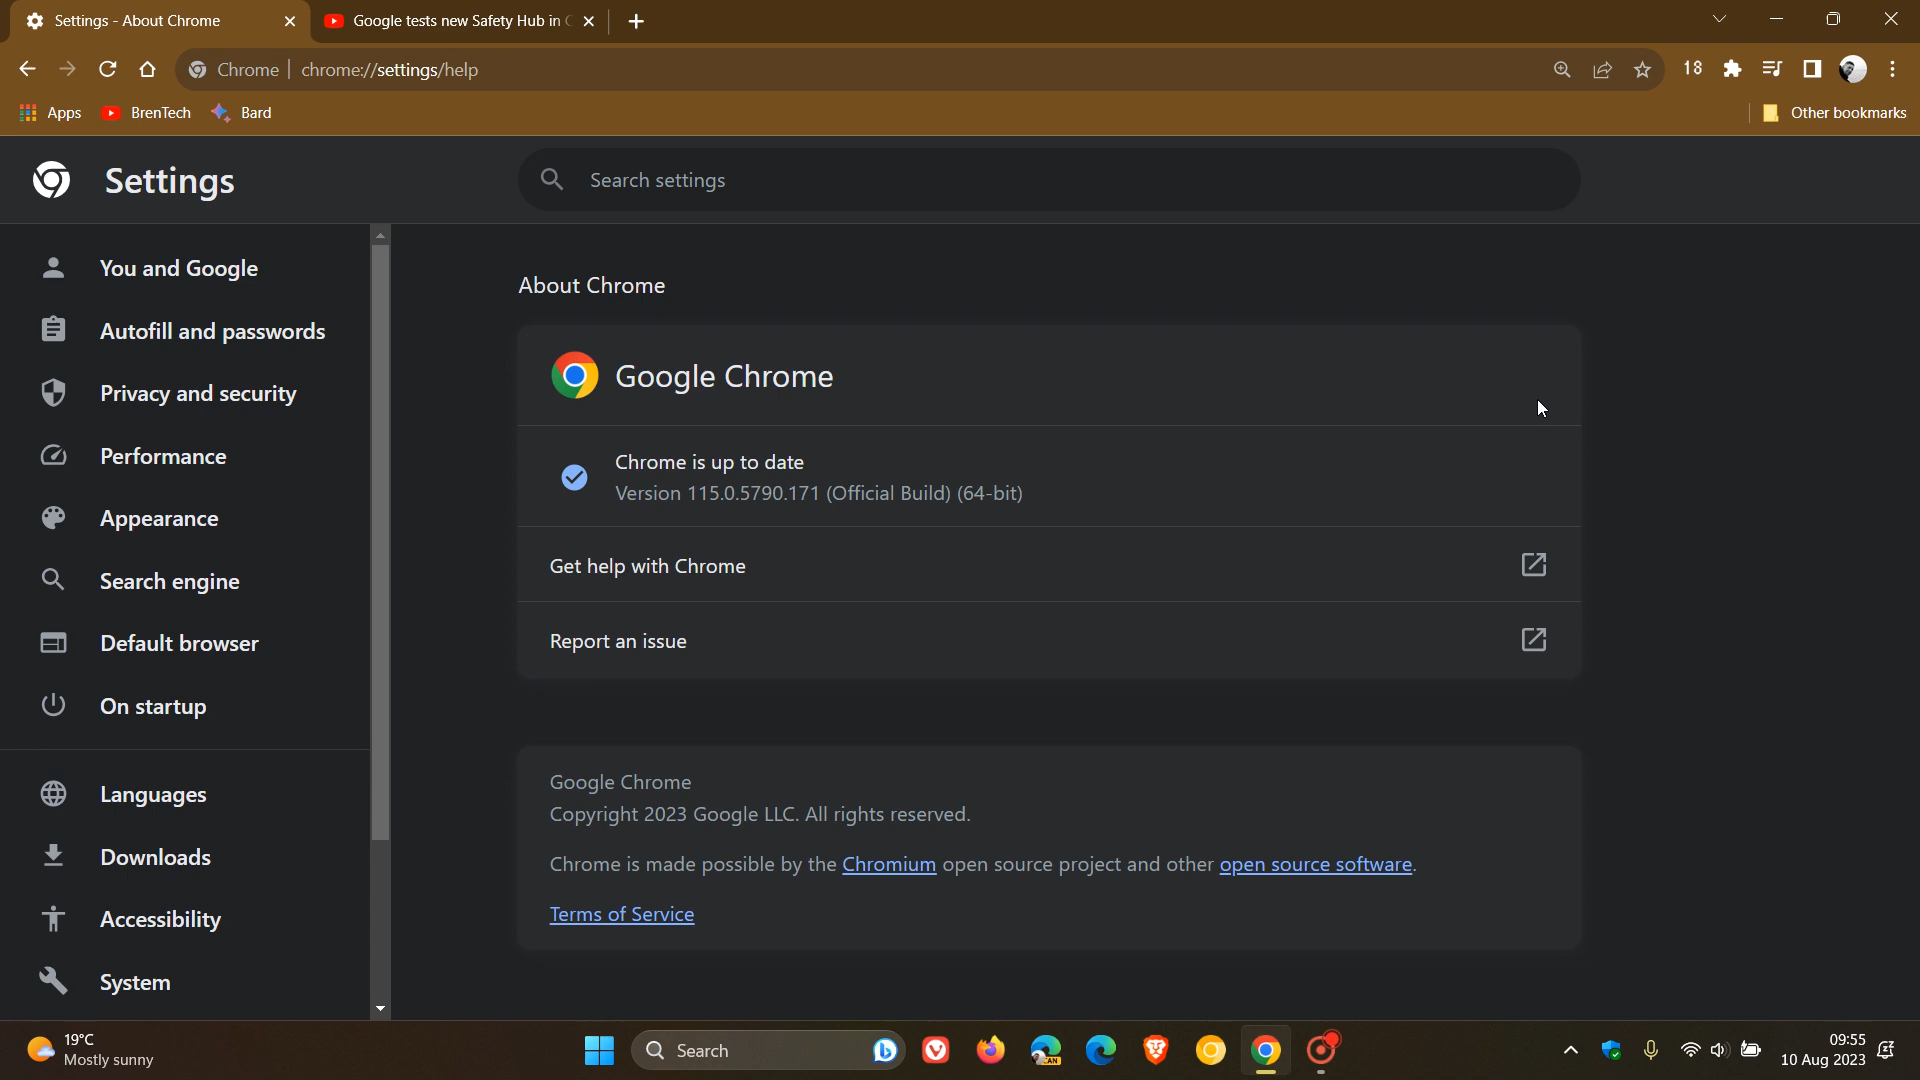 Settings - About Chrome
Google tests new Safety Hub in
Chrome
chrome://settings/help
18
Apps
BrenTech
Bard
Other bookmarks
Settings
Search settings
You and Google
Autofill and passwords
Privacy and security
Performance
Appearance
Search engine
Default browser
On startup
Languages
Downloads
Accessibility
System
About Chrome
Google Chrome
Chrome is up to date
Version 115.0.5790.171 (Official Build) (64-bit)
Get help with Chrome
Report an issue
Google Chrome
Copyright 2023 Google LLC. All rights reserved.
Chrome is made possible by the Chromium open source project and other open source software.
Terms of Service
19°C
Mostly sunny
Search
CAN
09:55
10 Aug 2023